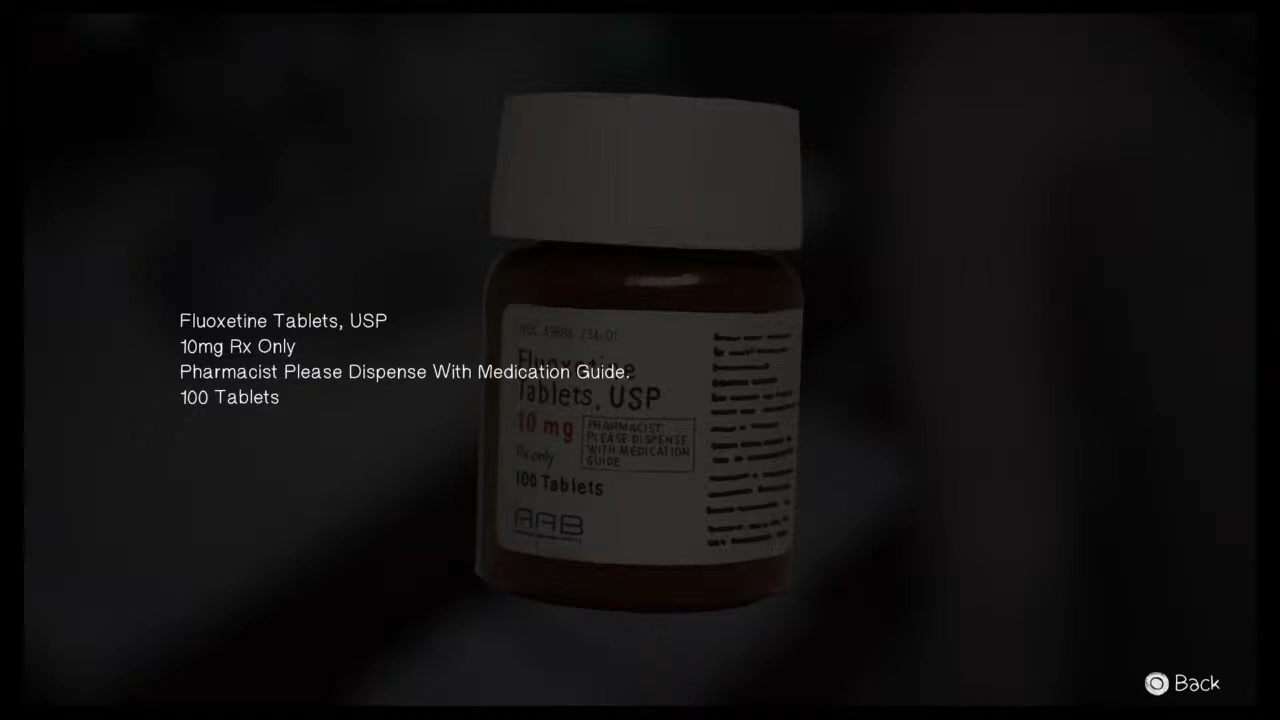 Fluoxetine Tablets, USP
10mg Rx Only
Pharmacist Please Dispense With Medication Guide.
100 Tablets
Fluoxetine
Tablets, USP
10 mg
PHARMACIST:
PLEASE DISPENSE
WITH MEDICATION
GUIDE
Rx only
100 Tablets
AAB
Back